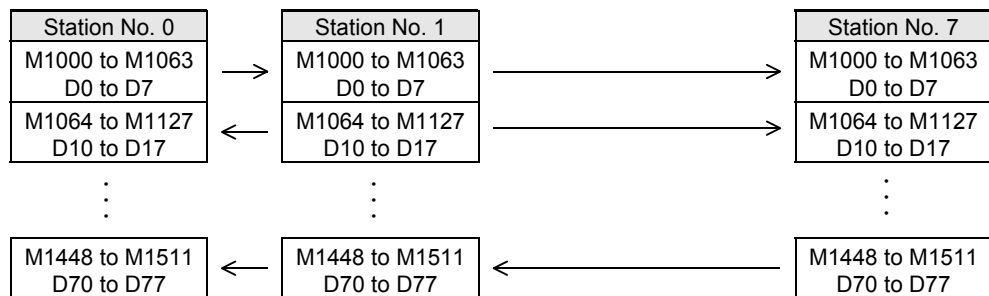 Station No. 0
Station No. 1
Station No. 7
M1000 to M1063
D0 to D7
M1000 to M1063
D0 to D7
M1000 to M1063
D0 to D7
M1064 to M1127
D10 to D17
M1064 to M1127
D10 to D17
M1064 to M1127
D10 to D17
M1448 to M1511
D70 to D77
M1448 to M1511
D70 to D77
M1448 to M1511
D70 to D77